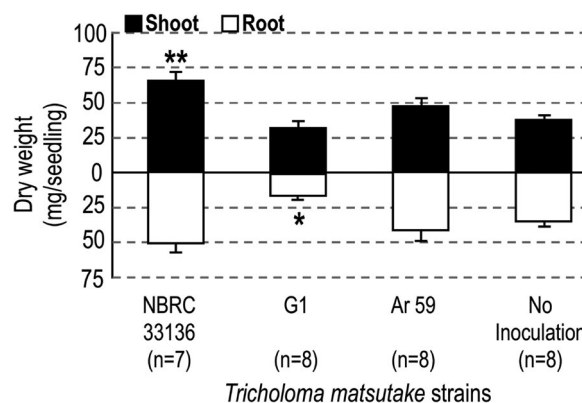 Shoot Root
100
75
50
25
0
25
50
75
Dry weight
(mg/seedling)
**
*
NBRC
33136
(n=7)
G1
(n=8)
Ar 59
(n=8)
No
Inoculation
(n=8)
Tricholoma matsutake strains